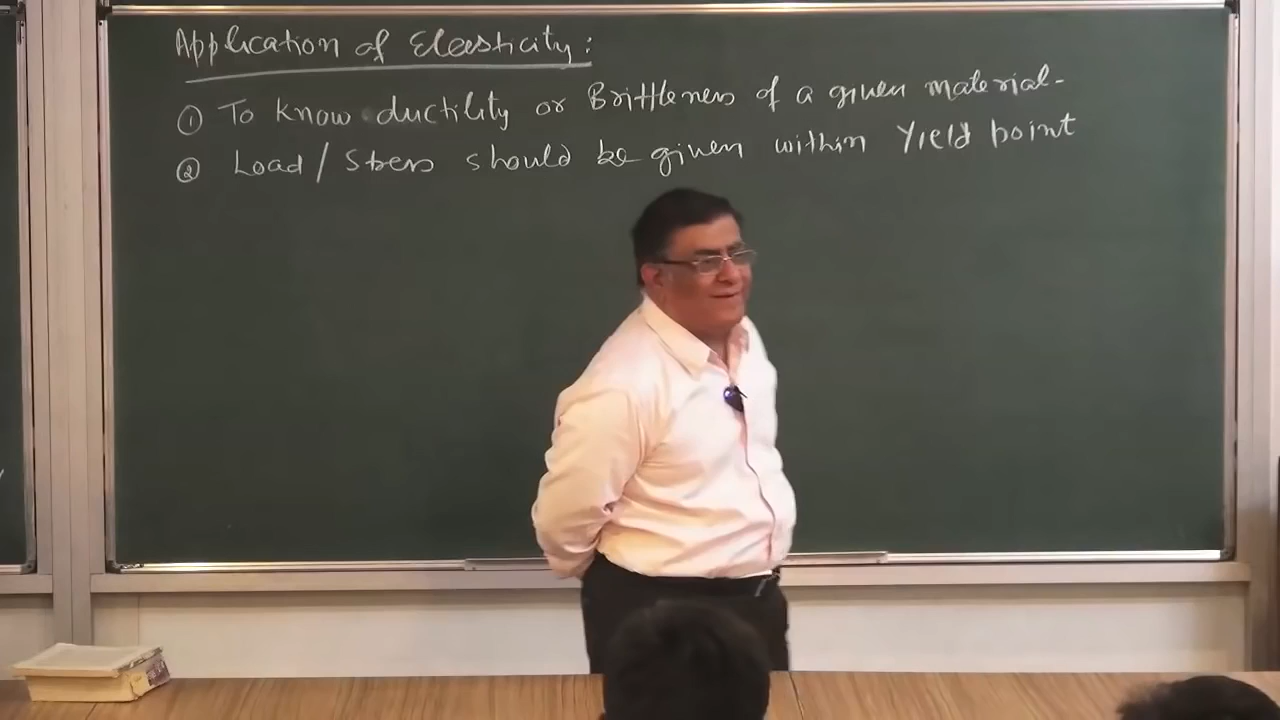 Application of Elasticity:
① To know ductility or Brittleness of a given material-
② Load/Stress should be given within Yield point